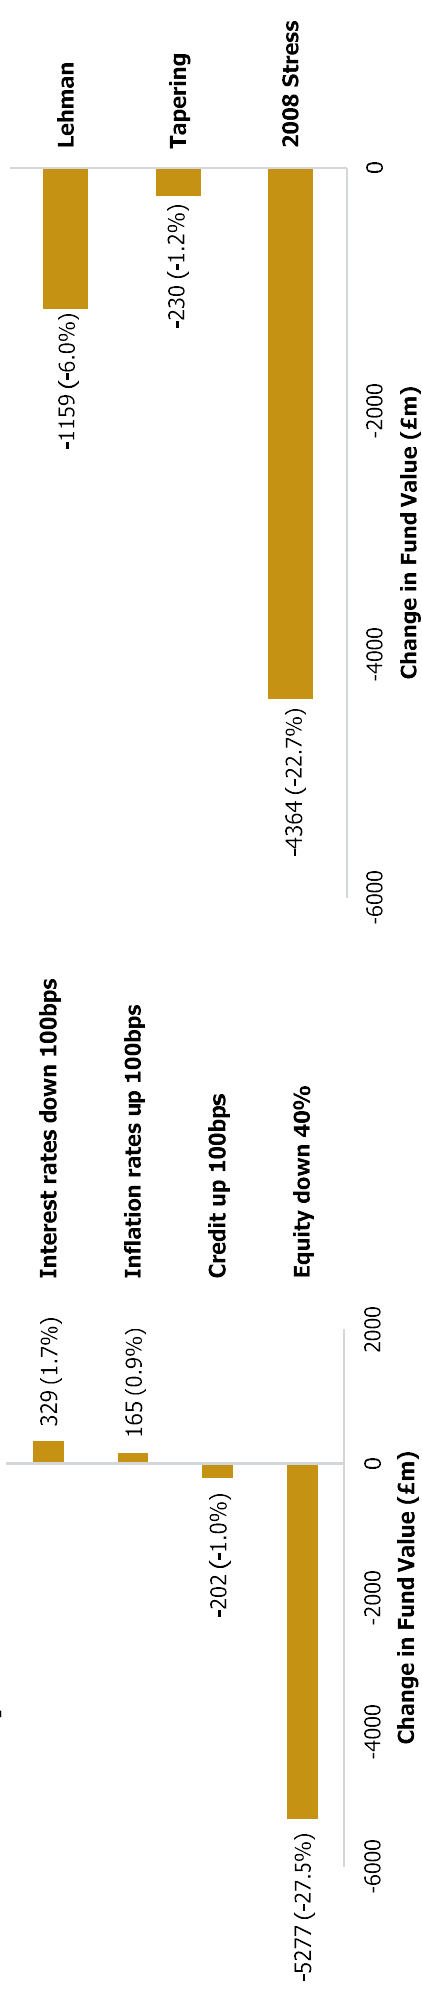 329 (1.7%)
Interest rates down 100bps
165 (0.9%)
Inflation rates up 100bps
-202 (-1.0%)
Credit up 100bps
-5277 (-27.5%)
Equity down 40%
-6000
-4000
-2000
0
2000
Change in Fund Value (£m)
-1159 (-6.0%)
Lehman
-230 (-1.2%)
Tapering
-4364 (-22.7%)
2008 Stress
-6000
-4000
-2000
0
Change in Fund Value (£m)